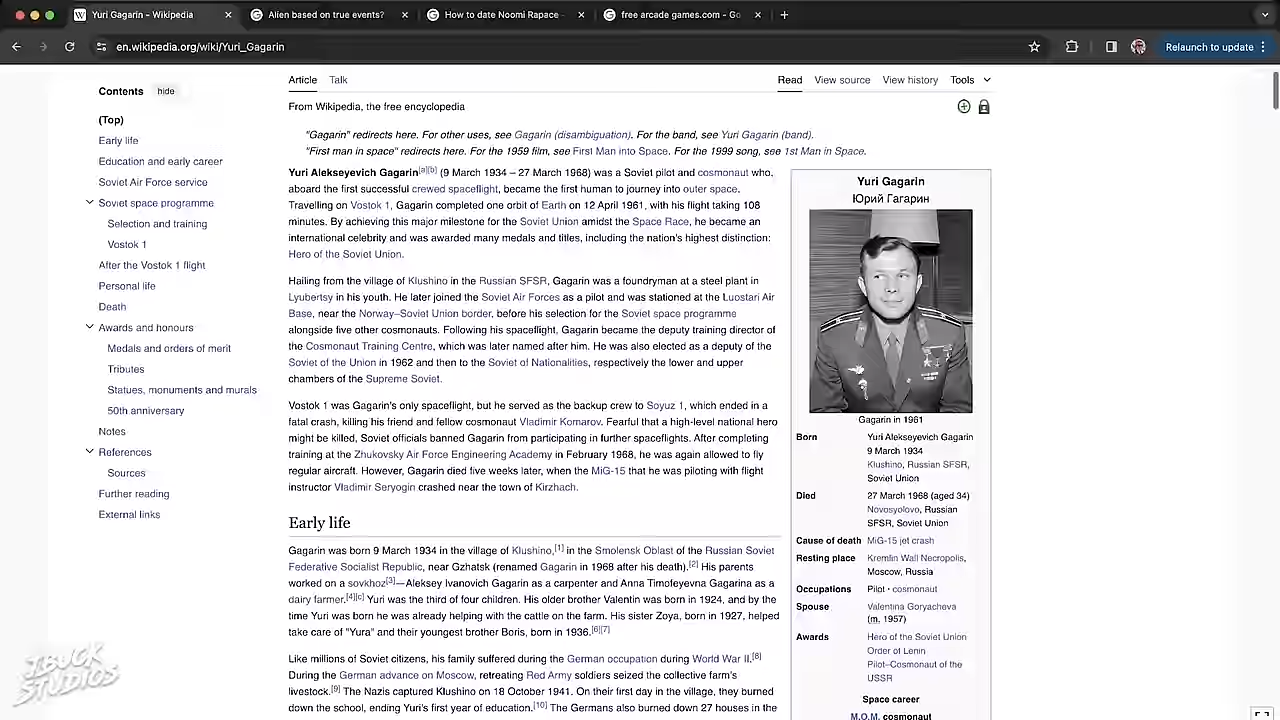 Yuri Gagarin - Wikipedia
Alien based on true events?
How to date Noomi Rapace -
free arcade games.com - Go
en.wikipedia.org/wiki/Yuri_Gagarin
Relaunch to update
Article Talk
Read View source View history Tools
From Wikipedia, the free encyclopedia
Contents hide
(Top)
Early life
Education and early career
Soviet Air Force service
Soviet space programme
Selection and training
Vostok 1
After the Vostok 1 flight
Personal life
Death
Awards and honours
Medals and orders of merit
Tributes
Statues, monuments and murals
50th anniversary
Notes
References
Sources
Further reading
External links
"Gagarin" redirects here. For other uses, see Gagarin (disambiguation). For the band, see Yuri Gagarin (band).
"First man in space" redirects here. For the 1959 film, see First Man into Space. For the 1999 song, see 1st Man in Space.
Yuri Alekseyevich Gagarin[a][b] (9 March 1934 – 27 March 1968) was a Soviet pilot and cosmonaut who,
aboard the first successful crewed spaceflight, became the first human to journey into outer space.
Travelling on Vostok 1, Gagarin completed one orbit of Earth on 12 April 1961, with his flight taking 108
minutes. By achieving this major milestone for the Soviet Union amidst the Space Race, he became an
international celebrity and was awarded many medals and titles, including the nation's highest distinction:
Hero of the Soviet Union.
Hailing from the village of Klushino in the Russian SFSR, Gagarin was a foundryman at a steel plant in
Lyubertsy in his youth. He later joined the Soviet Air Forces as a pilot and was stationed at the Luostari Air
Base, near the Norway–Soviet Union border, before his selection for the Soviet space programme
alongside five other cosmonauts. Following his spaceflight, Gagarin became the deputy training director of
the Cosmonaut Training Centre, which was later named after him. He was also elected as a deputy of the
Soviet of the Union in 1962 and then to the Soviet of Nationalities, respectively the lower and upper
chambers of the Supreme Soviet.
Vostok 1 was Gagarin's only spaceflight, but he served as the backup crew to Soyuz 1, which ended in a
fatal crash, killing his friend and fellow cosmonaut Vladimir Komarov. Fearful that a high-level national hero
might be killed, Soviet officials banned Gagarin from participating in further spaceflights. After completing
training at the Zhukovsky Air Force Engineering Academy in February 1968, he was again allowed to fly
regular aircraft. However, Gagarin died five weeks later, when the MiG-15 that he was piloting with flight
instructor Vladimir Seryogin crashed near the town of Kirzhach.
Early life
Gagarin was born 9 March 1934 in the village of Klushino,[1] in the Smolensk Oblast of the Russian Soviet
Federative Socialist Republic, near Gzhatsk (renamed Gagarin in 1968 after his death).[2] His parents
worked on a sovkhoz[3]—Aleksey Ivanovich Gagarin as a carpenter and Anna Timofeyevna Gagarina as a
dairy farmer.[4][c] Yuri was the third of four children. His older brother Valentin was born in 1924, and by the
time Yuri was born he was already helping with the cattle on the farm. His sister Zoya, born in 1927, helped
take care of "Yura" and their youngest brother Boris, born in 1936.[6][7]
Like millions of Soviet citizens, his family suffered during the German occupation during World War II.[8]
During the German advance on Moscow, retreating Red Army soldiers seized the collective farm's
livestock.[9] The Nazis captured Klushino on 18 October 1941. On their first day in the village, they burned
down the school, ending Yuri's first year of education.[10] The Germans also burned down 27 houses in the
Yuri Gagarin
Юрий Гагарин
Gagarin in 1961
Born Yuri Alekseyevich Gagarin
9 March 1934
Klushino, Russian SFSR,
Soviet Union
Died 27 March 1968 (aged 34)
Novosyolovo, Russian
SFSR, Soviet Union
Cause of death MiG-15 jet crash
Resting place Kremlin Wall Necropolis,
Moscow, Russia
Occupations Pilot • cosmonaut
Spouse Valentina Goryacheva
(m. 1957)
Awards Hero of the Soviet Union
Order of Lenin
Pilot–Cosmonaut of the
USSR
Space career
M.O.M. cosmonaut
JBUCK
STUDIOS